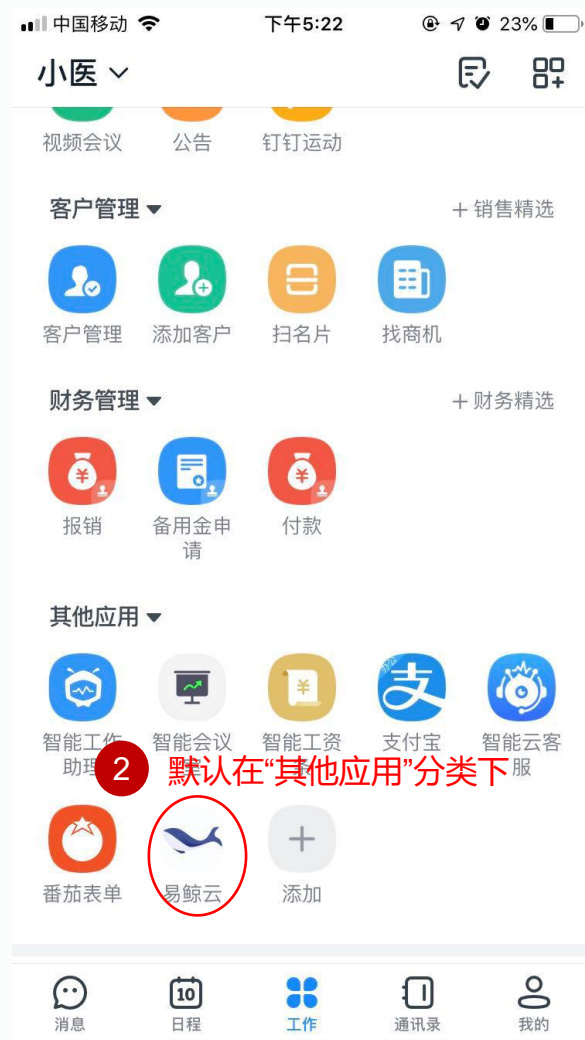 中国移动 下午5:22 23%
小医
视频会议 公告 钉钉运动
客户管理 + 销售精选
客户管理 添加客户 扫名片 找商机
财务管理 + 财务精选
报销 备用金申 付款
请
其他应用
智能工作 智能会议 智能工资 支付宝 智能云客
助理 服
2 默认在“其他应用”分类下
番茄表单 易鲸云 添加
消息 日程 工作 通讯录 我的